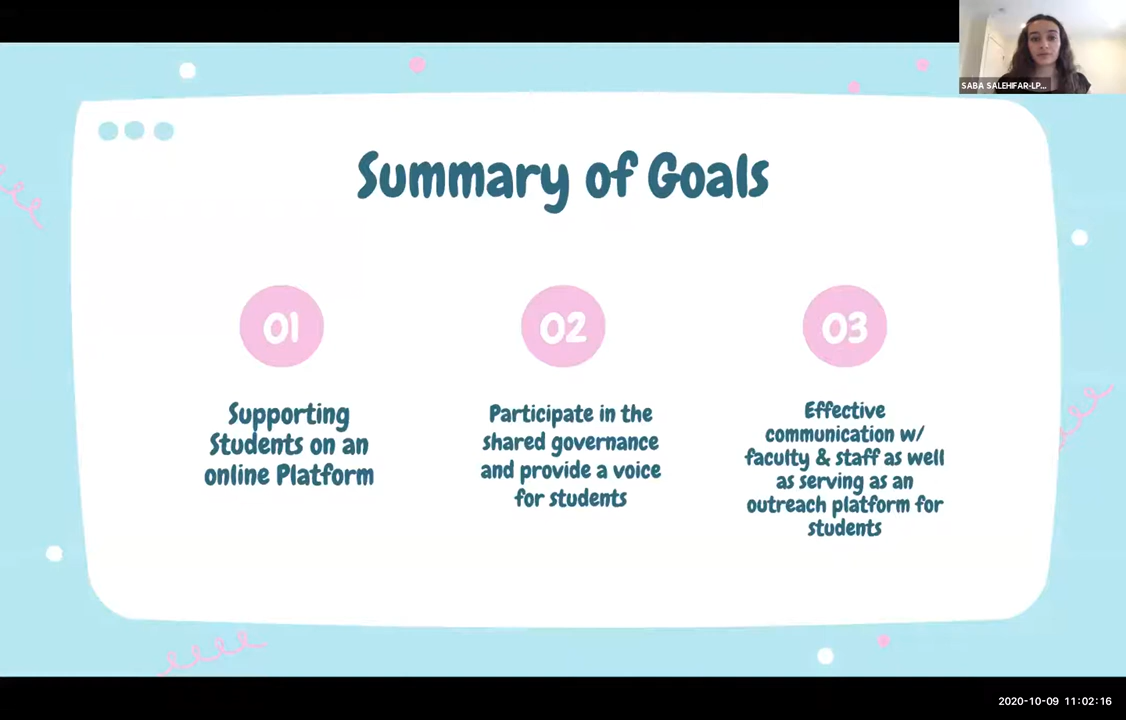 SABA SALEHIFAR-LP...
Summary of Goals
01
Supporting
Students on an
online Platform
02
Participate in the
shared governance
and provide a voice
for students
03
Effective
communication w/
faculty & staff as well
as serving as an
outreach platform for
students
2020-10-09 11:02:16